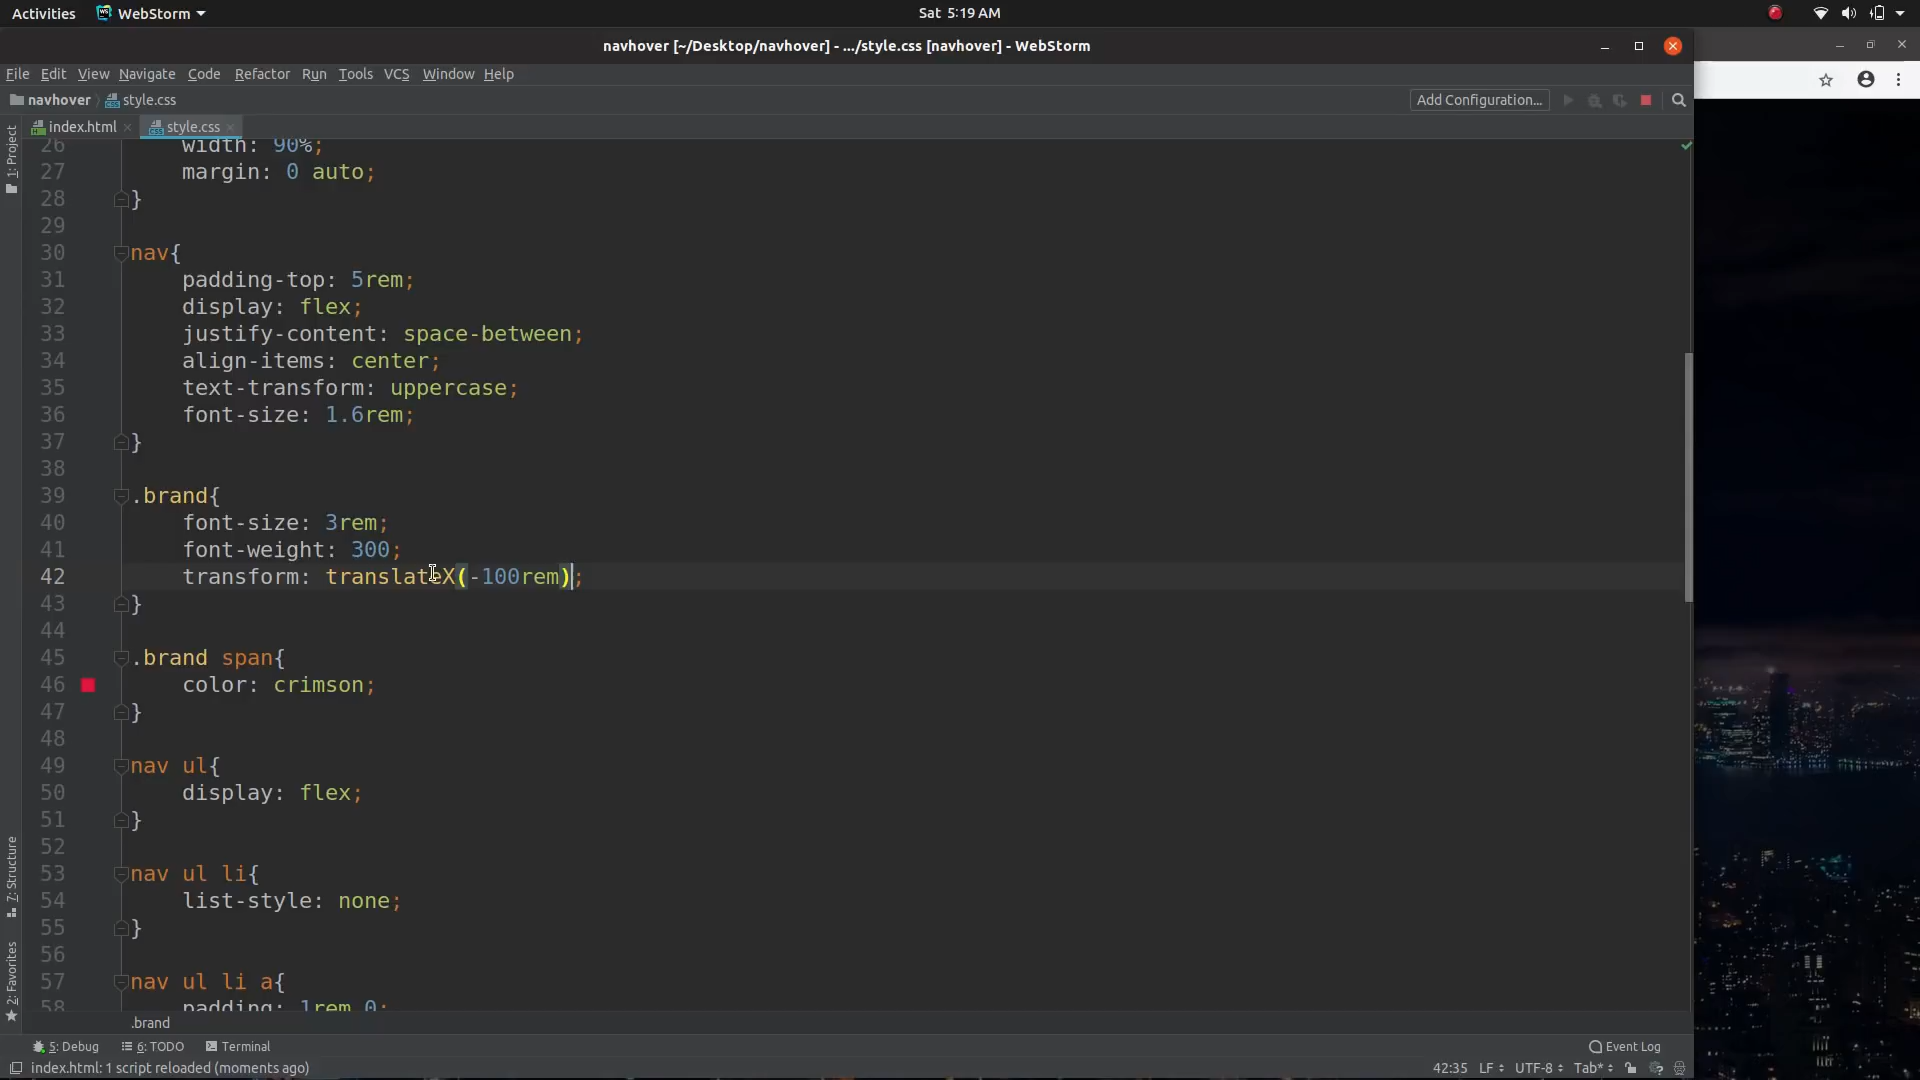 Activities WebStorm Sat 5:19 AM
navhover [~/Desktop/navhover] - .../style.css [navhover] - WebStorm
File Edit View Navigate Code Refactor Run Tools VCS Window Help
navhover style.css Add Configuration...
index.html style.css
1: Project
26 width: 90%;
27 margin: 0 auto;
28 }
29
30 nav{
31 padding-top: 5rem;
32 display: flex;
33 justify-content: space-between;
34 align-items: center;
35 text-transform: uppercase;
36 font-size: 1.6rem;
37 }
38
39 .brand{
40 font-size: 3rem;
41 font-weight: 300;
42 transform: translateX(-100rem);
43 }
44
45 .brand span{
46 color: crimson;
47 }
48
49 nav ul{
50 display: flex;
51 }
52
53 nav ul li{
54 list-style: none;
55 }
56
57 nav ul li a{
58 padding: 1rem 0;
7: Structure
2: Favorites
.brand
5: Debug 6: TODO Terminal Event Log
index.html: 1 script reloaded (moments ago) 42:35 LF UTF-8 Tab*